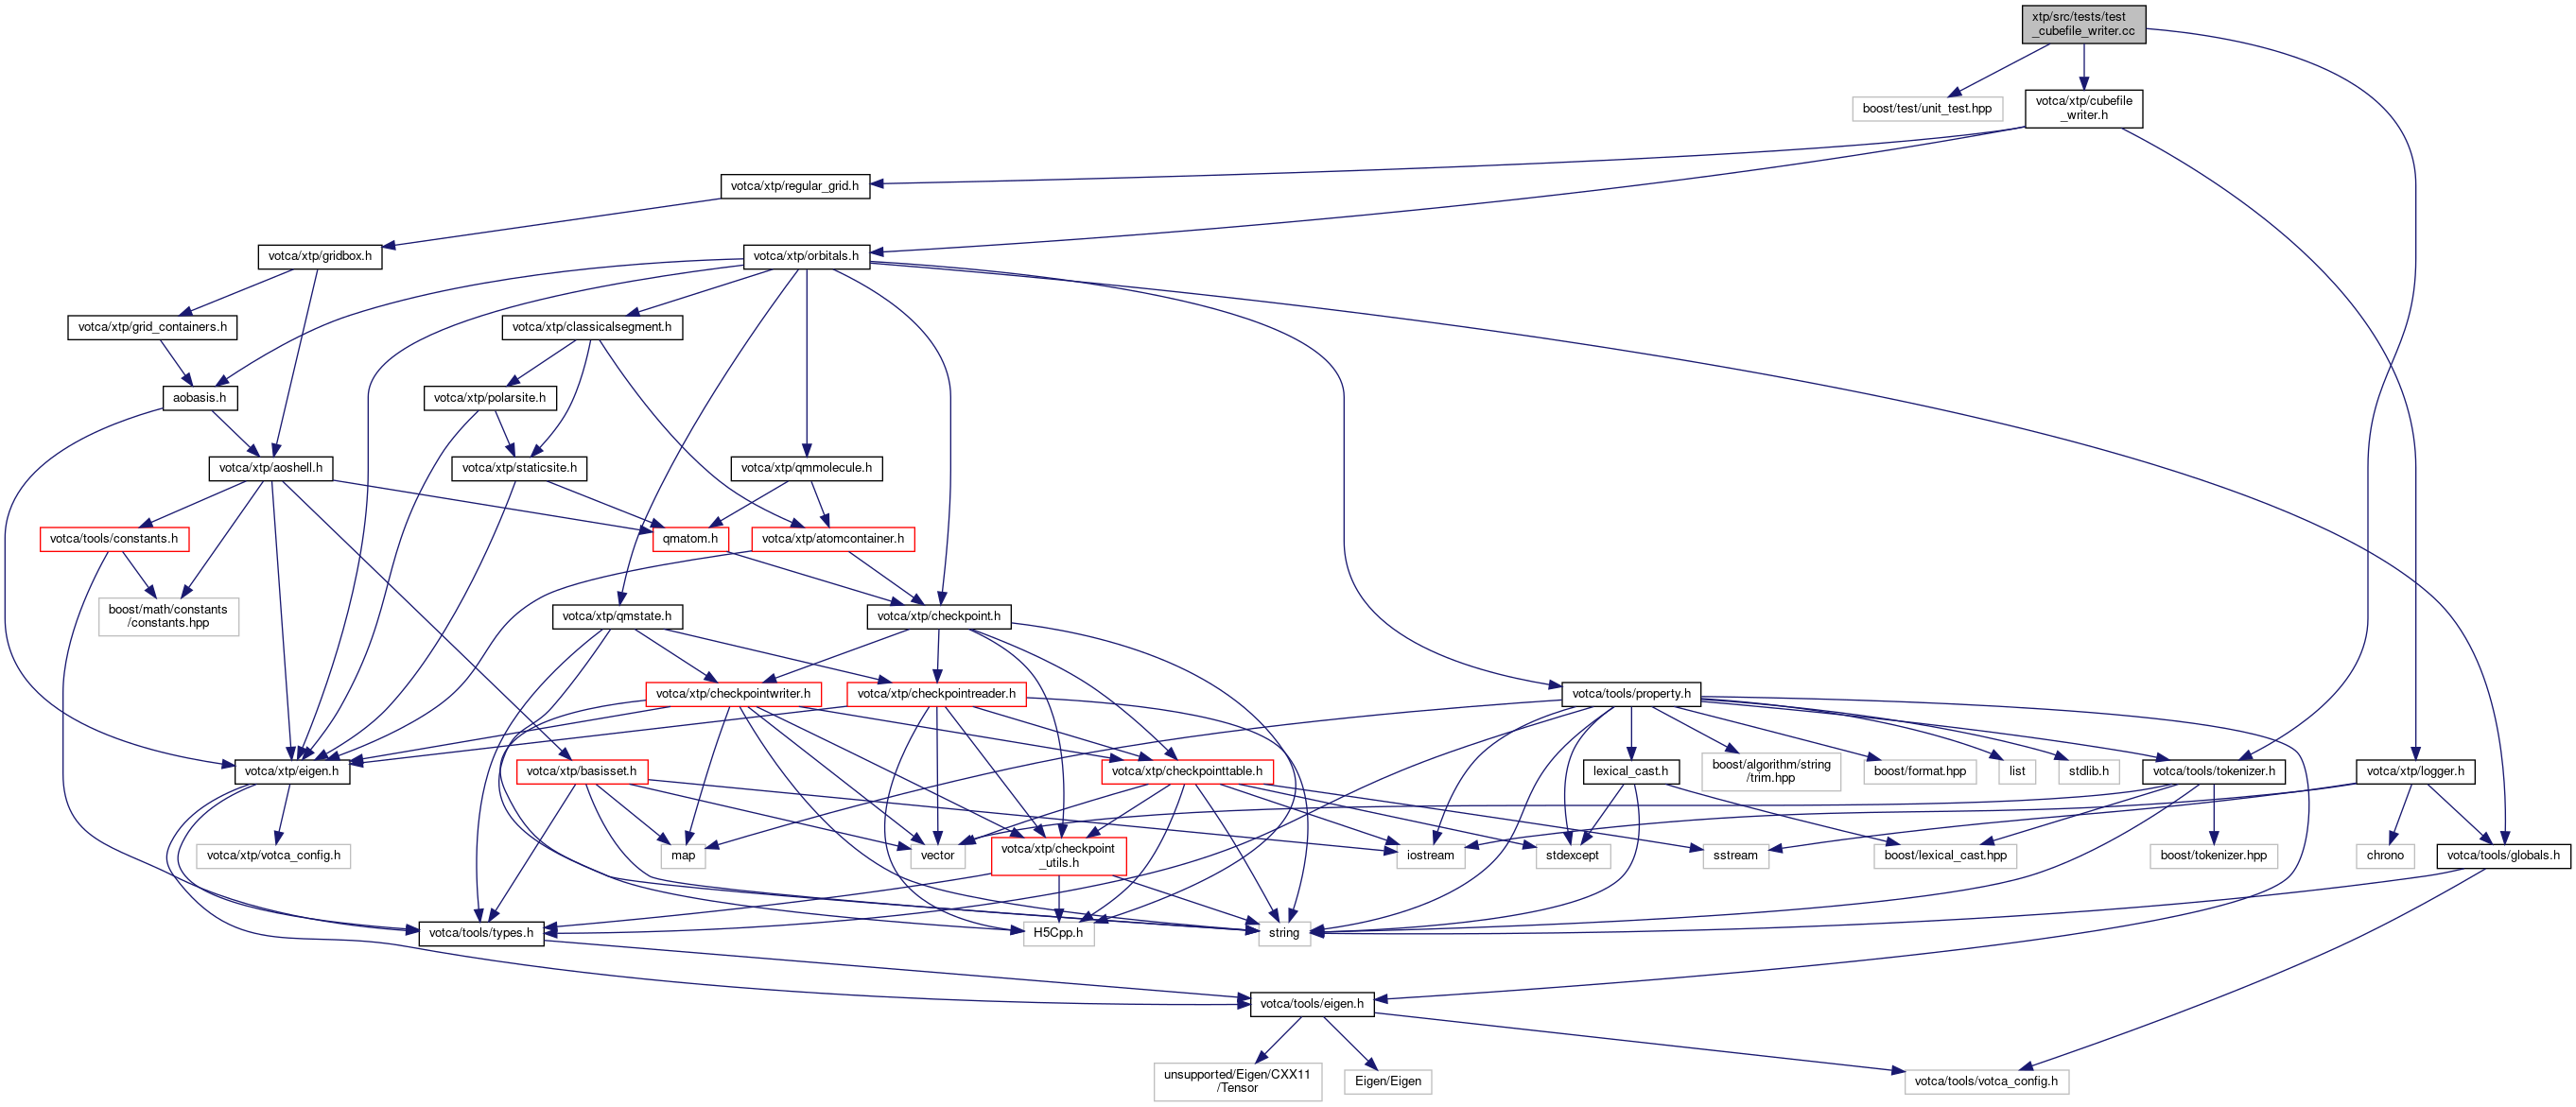 xtp/src/tests/test
_cubefile_writer.cc
boost/test/unit_test.hpp
votca/xtp/cubefile
_writer.h
votca/xtp/regular_grid.h
votca/xtp/gridbox.h
votca/xtp/orbitals.h
votca/xtp/grid_containers.h
votca/xtp/classicalsegment.h
aobasis.h
votca/xtp/polarsite.h
votca/xtp/aoshell.h
votca/xtp/staticsite.h
votca/xtp/qmmolecule.h
votca/tools/constants.h
qmatom.h
votca/xtp/atomcontainer.h
boost/math/constants
/constants.hpp
votca/xtp/qmstate.h
votca/xtp/checkpoint.h
votca/xtp/checkpointwriter.h
votca/xtp/checkpointreader.h
votca/tools/property.h
votca/xtp/eigen.h
votca/xtp/basisset.h
votca/xtp/checkpointtable.h
lexical_cast.h
boost/algorithm/string
/trim.hpp
boost/format.hpp
list
stdlib.h
votca/tools/tokenizer.h
votca/xtp/logger.h
votca/xtp/votca_config.h
map
vector
votca/xtp/checkpoint
_utils.h
iostream
stdexcept
sstream
boost/lexical_cast.hpp
boost/tokenizer.hpp
chrono
votca/tools/globals.h
votca/tools/types.h
H5Cpp.h
string
votca/tools/eigen.h
unsupported/Eigen/CXX11
/Tensor
Eigen/Eigen
votca/tools/votca_config.h